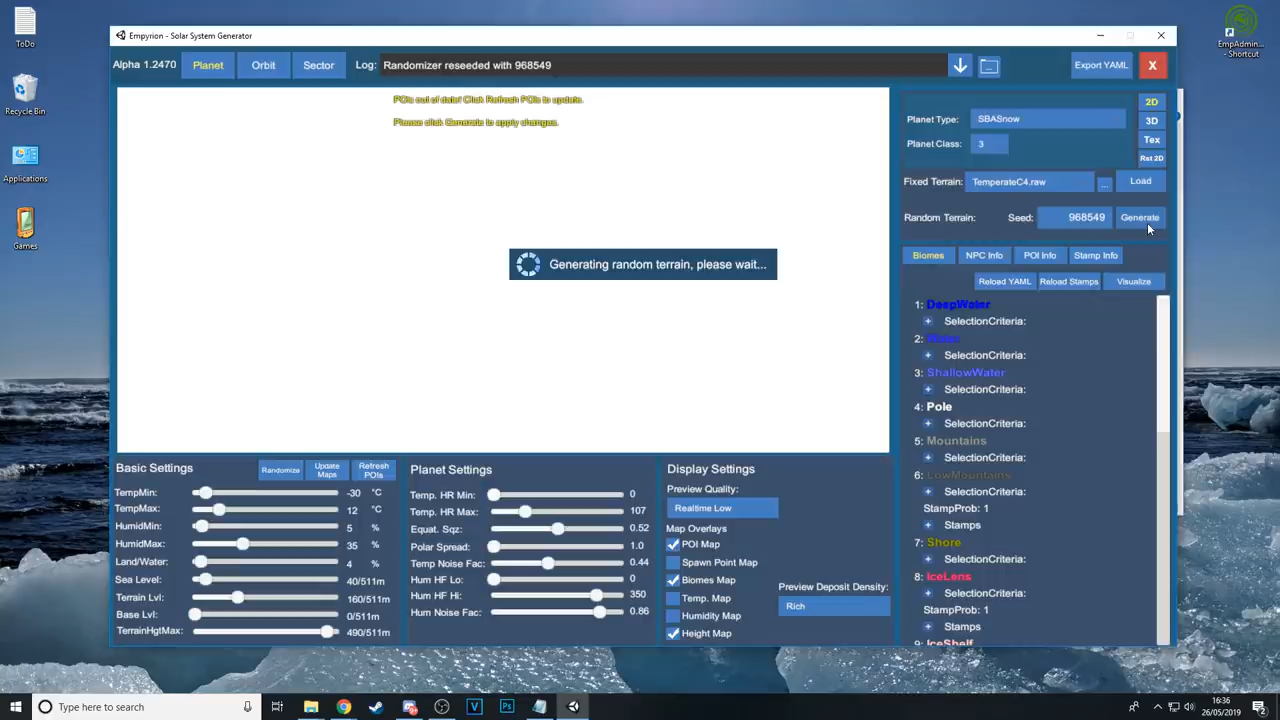 ToDo
Recycle Bin
Applications
Games
EmpAdmin...
- Shortcut
Empyrion - Solar System Generator
Alpha 1.2470
Planet
Orbit
Sector
Log:
Randomizer reseeded with 968549
...
Export YAML
X
POIs out of date! Click Refresh POIs to update.
Please click Generate to apply changes.
Generating random terrain, please wait...
Planet Type:
SBASnow
Planet Class:
3
2D
3D
Tex
Rst 2D
Fixed Terrain:
TemperateC4.raw
...
Load
Random Terrain:
Seed:
968549
Generate
Biomes
NPC Info
POI Info
Stamp Info
Reload YAML
Reload Stamps
Visualize
1: DeepWater
+ SelectionCriteria:
2: Water
+ SelectionCriteria:
3: ShallowWater
+ SelectionCriteria:
4: Pole
+ SelectionCriteria:
5: Mountains
+ SelectionCriteria:
6: LowMountains
+ SelectionCriteria:
StampProb: 1
+ Stamps
7: Shore
+ SelectionCriteria:
8: IceLens
+ SelectionCriteria:
StampProb: 1
+ Stamps
9: IceShelf
Basic Settings
Randomize
Update Maps
Refresh POIs
TempMin: -30 °C
TempMax: 12 °C
HumidMin: 5 %
HumidMax: 35 %
Land/Water: 4 %
Sea Level: 40/511m
Terrain Lvl: 160/511m
Base Lvl: 0/511m
TerrainHgtMax: 490/511m
Planet Settings
Temp. HR Min: 0
Temp. HR Max: 107
Equat. Sqz: 0.52
Polar Spread: 1.0
Temp Noise Fac: 0.44
Hum HF Lo: 0
Hum HF Hi: 350
Hum Noise Fac: 0.86
Display Settings
Preview Quality:
Realtime Low
Map Overlays
POI Map
Spawn Point Map
Biomes Map
Temp. Map
Humidity Map
Height Map
Preview Deposit Density:
Rich
Type here to search
V
Ps
16:36
26/05/2019